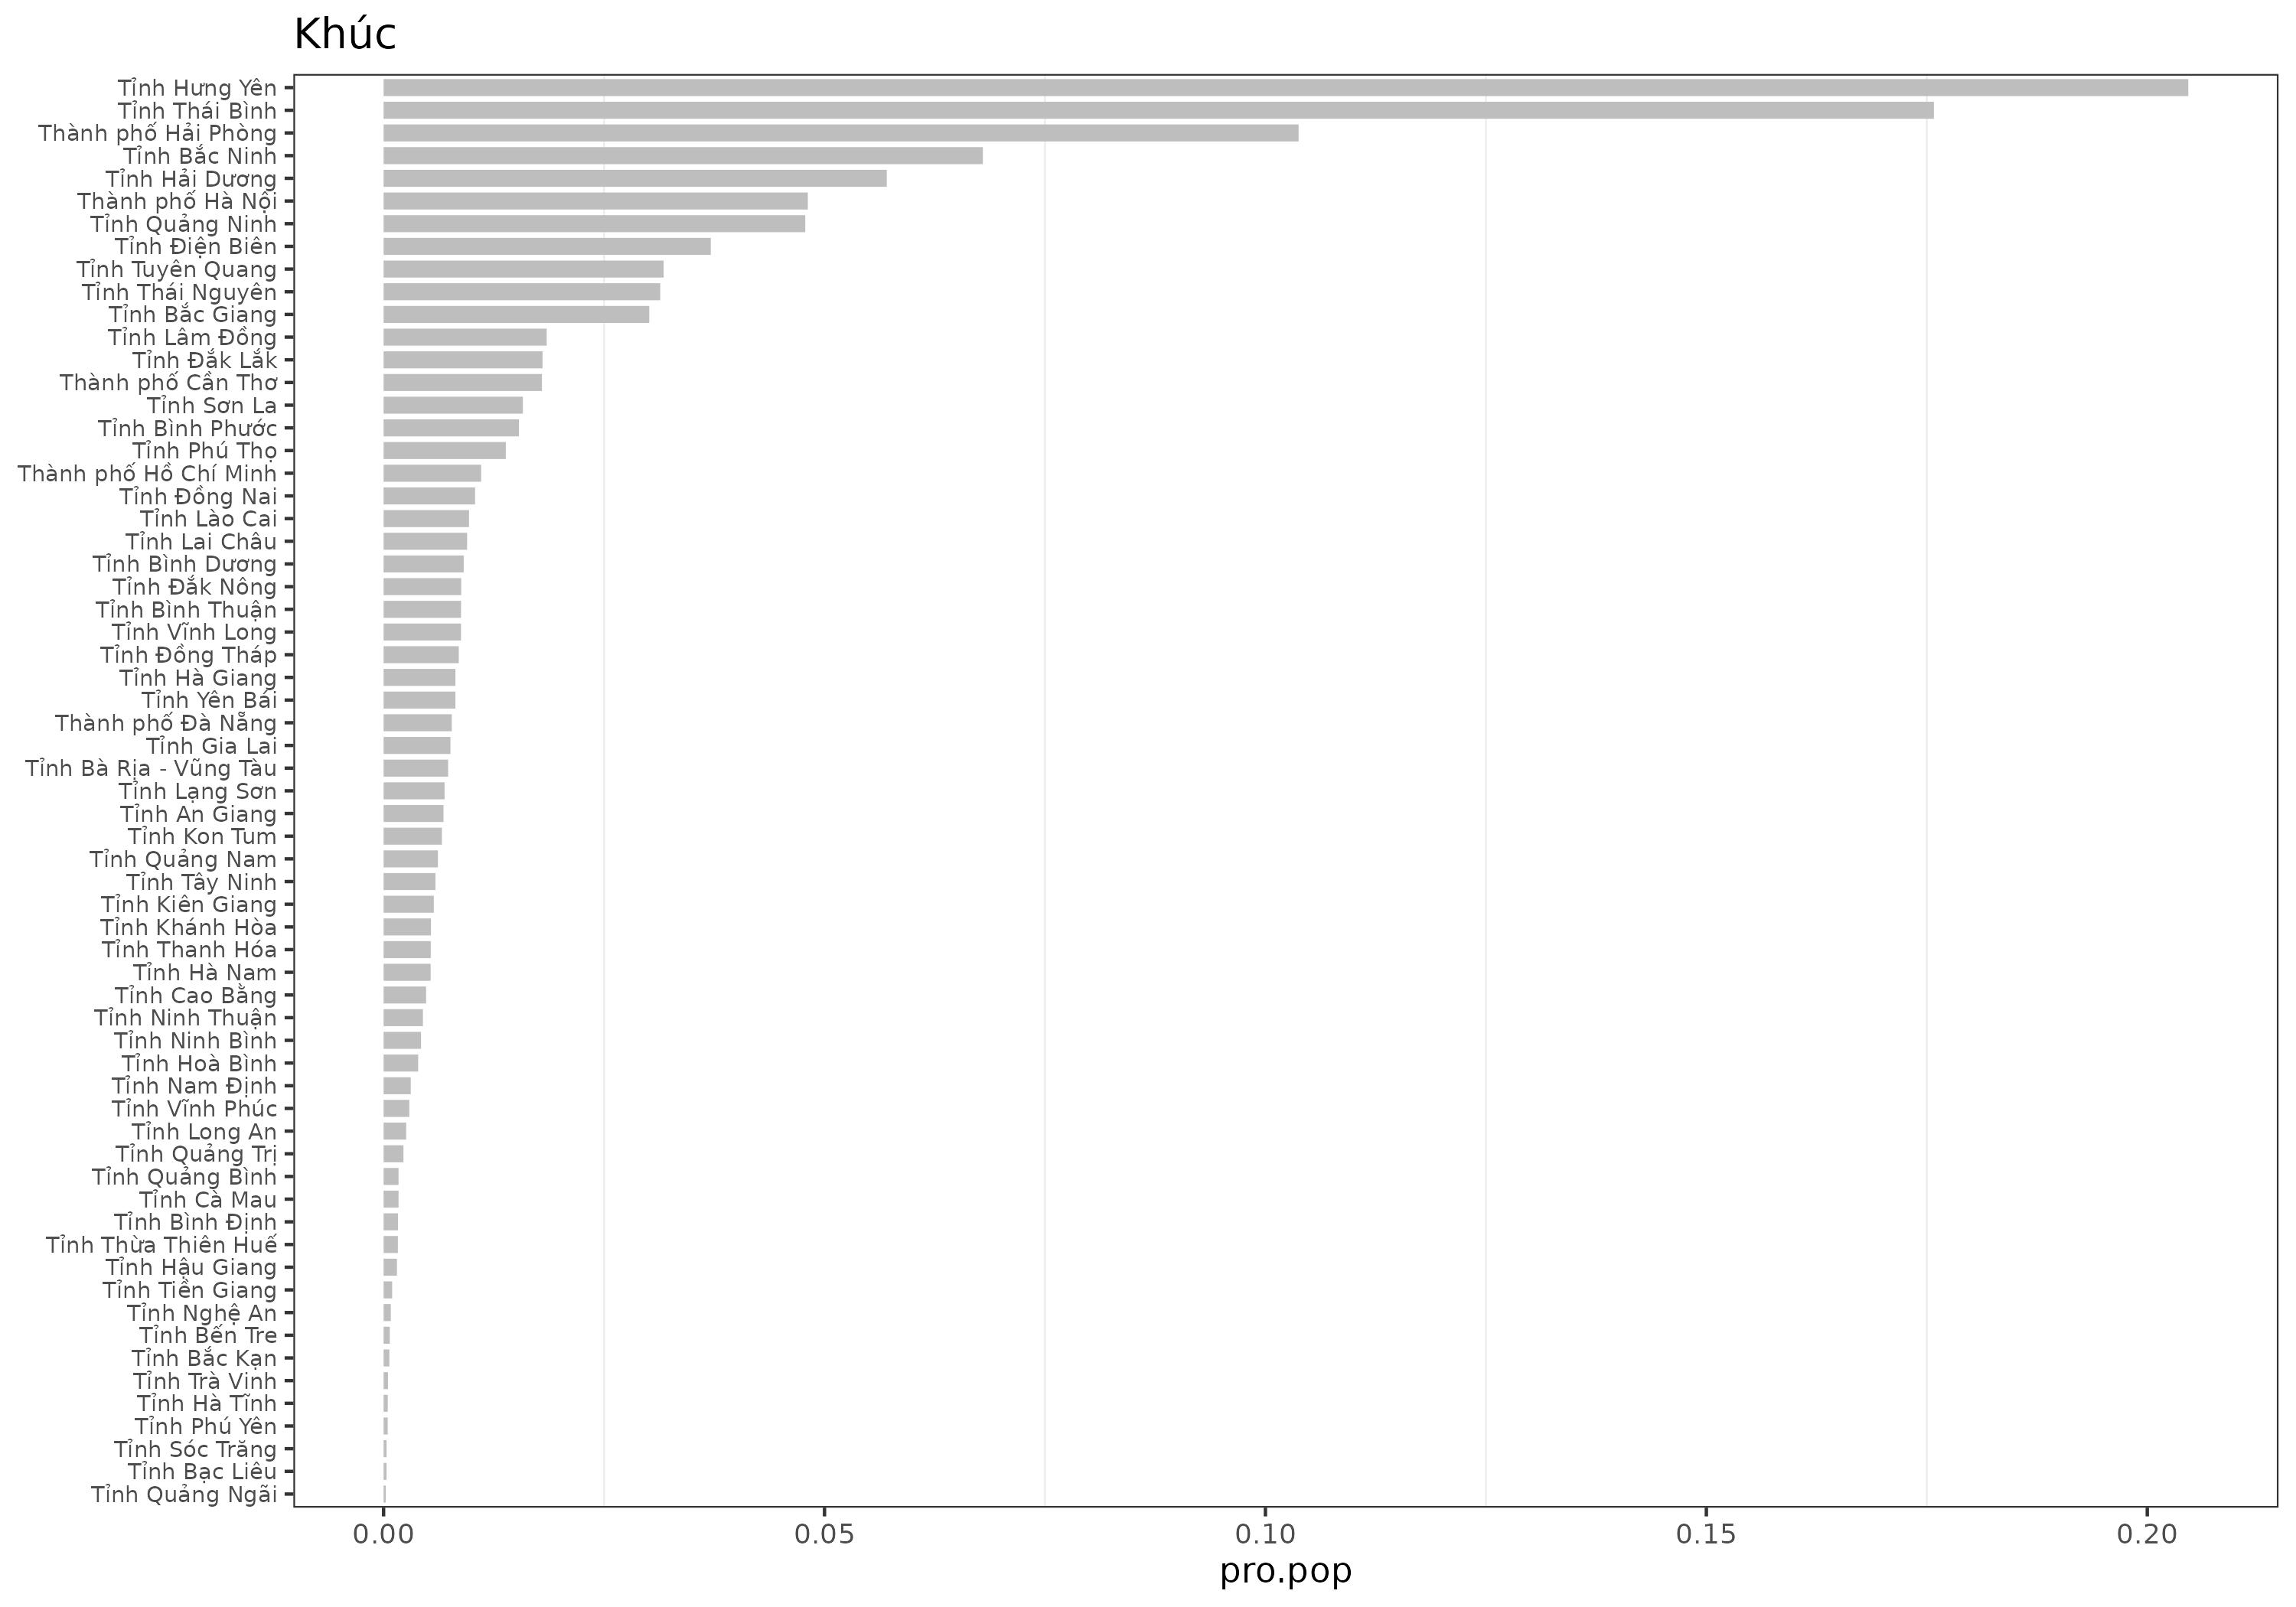 Khúc
Tỉnh Hưng Yên
Tỉnh Thái Bình
Thành phố Hải Phòng
Tỉnh Bắc Ninh
Tỉnh Hải Dương
Thành phố Hà Nội
Tỉnh Quảng Ninh
Tỉnh Điện Biên
Tỉnh Tuyên Quang
Tỉnh Thái Nguyên
Tỉnh Bắc Giang
Tỉnh Lâm Đồng
Tỉnh Đắk Lắk
Thành phố Cần Thơ
Tỉnh Sơn La
Tỉnh Bình Phước
Tỉnh Phú Thọ
Thành phố Hồ Chí Minh
Tỉnh Đồng Nai
Tỉnh Lào Cai
Tỉnh Lai Châu
Tỉnh Bình Dương
Tỉnh Đắk Nông
Tỉnh Bình Thuận
Tỉnh Vĩnh Long
Tỉnh Đồng Tháp
Tỉnh Hà Giang
Tỉnh Yên Bái
Thành phố Đà Nẵng
Tỉnh Gia Lai
Tỉnh Bà Rịa - Vũng Tàu
Tỉnh Lạng Sơn
Tỉnh An Giang
Tỉnh Kon Tum
Tỉnh Quảng Nam
Tỉnh Tây Ninh
Tỉnh Kiên Giang
Tỉnh Khánh Hòa
Tỉnh Thanh Hóa
Tỉnh Hà Nam
Tỉnh Cao Bằng
Tỉnh Ninh Thuận
Tỉnh Ninh Bình
Tỉnh Hoà Bình
Tỉnh Nam Định
Tỉnh Vĩnh Phúc
Tỉnh Long An
Tỉnh Quảng Trị
Tỉnh Quảng Bình
Tỉnh Cà Mau
Tỉnh Bình Định
Tỉnh Thừa Thiên Huế
Tỉnh Hậu Giang
Tỉnh Tiền Giang
Tỉnh Nghệ An
Tỉnh Bến Tre
Tỉnh Bắc Kạn
Tỉnh Trà Vinh
Tỉnh Hà Tĩnh
Tỉnh Phú Yên
Tỉnh Sóc Trăng
Tỉnh Bạc Liêu
Tỉnh Quảng Ngãi
0.00 0.05 0.10 0.15 0.20
pro.pop